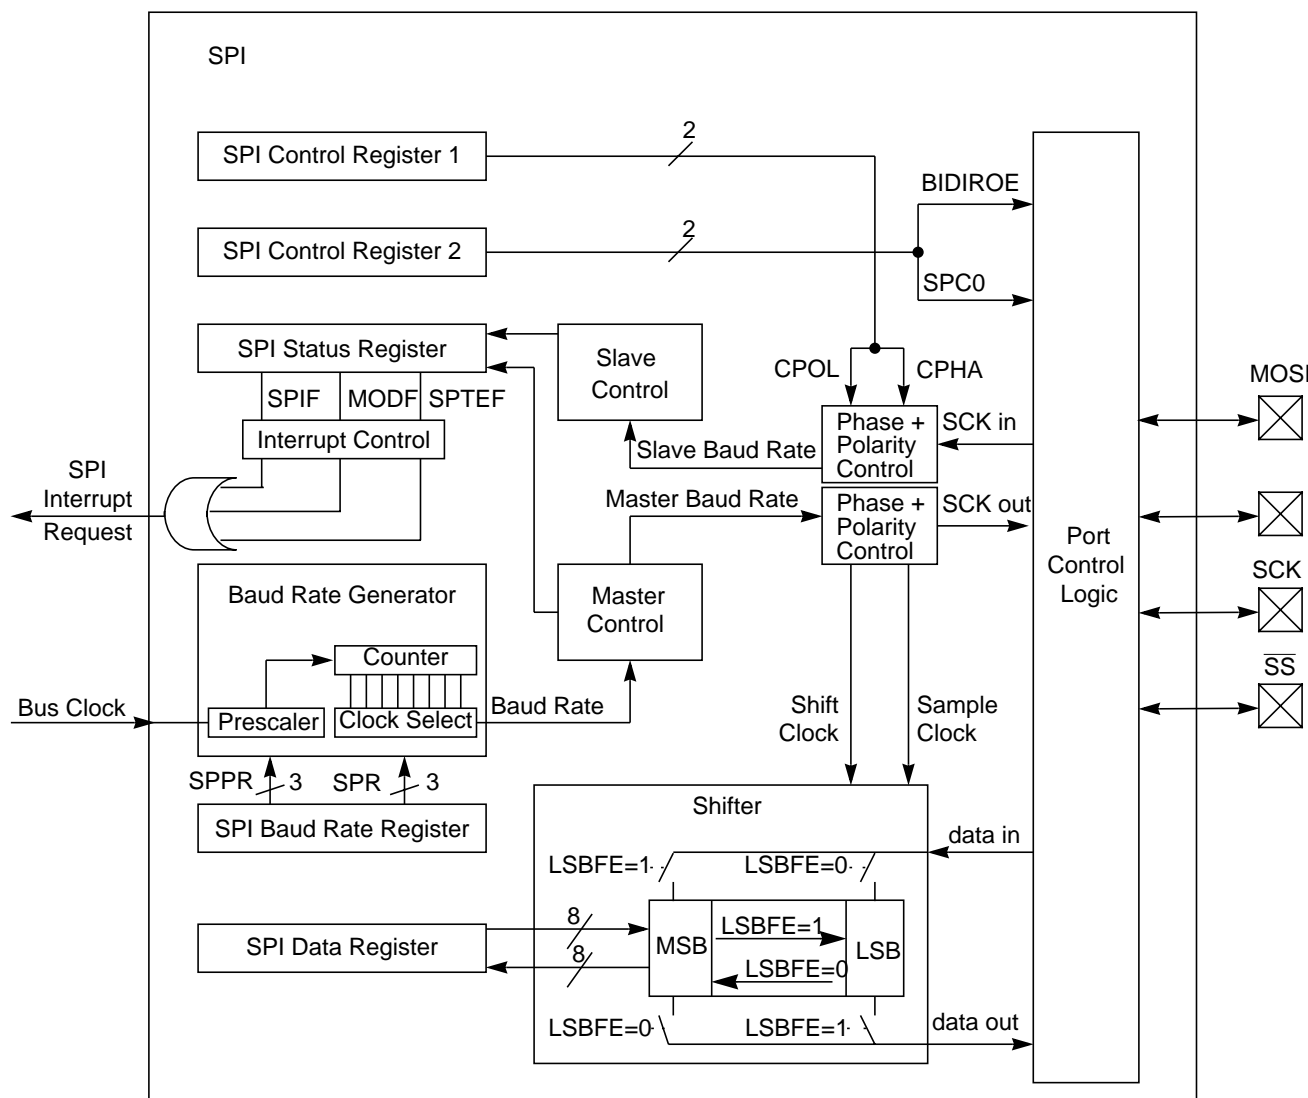 SPI
SPI Control Register 1
2
BIDIROE
SPI Control Register 2
2
SPC0
SPI Status Register
Slave
Control
CPOL
CPHA
MOSI
SPIF
MODF
SPTEF
Interrupt Control
Slave Baud Rate
Phase +
Polarity
Control
SCK in
SPI
Interrupt
Request
Master Baud Rate
Phase +
Polarity
Control
SCK out
Port
Control
Logic
SCK
Baud Rate Generator
Master
Control
Counter
SS
Bus Clock
Prescaler
Clock Select
Baud Rate
Shift
Clock
Sample
Clock
SPPR
3
SPR
3
SPI Baud Rate Register
Shifter
data in
LSBFE=1
LSBFE=0
8
SPI Data Register
8
MSB
LSBFE=1
LSBFE=0
LSB
LSBFE=0
LSBFE=1
data out